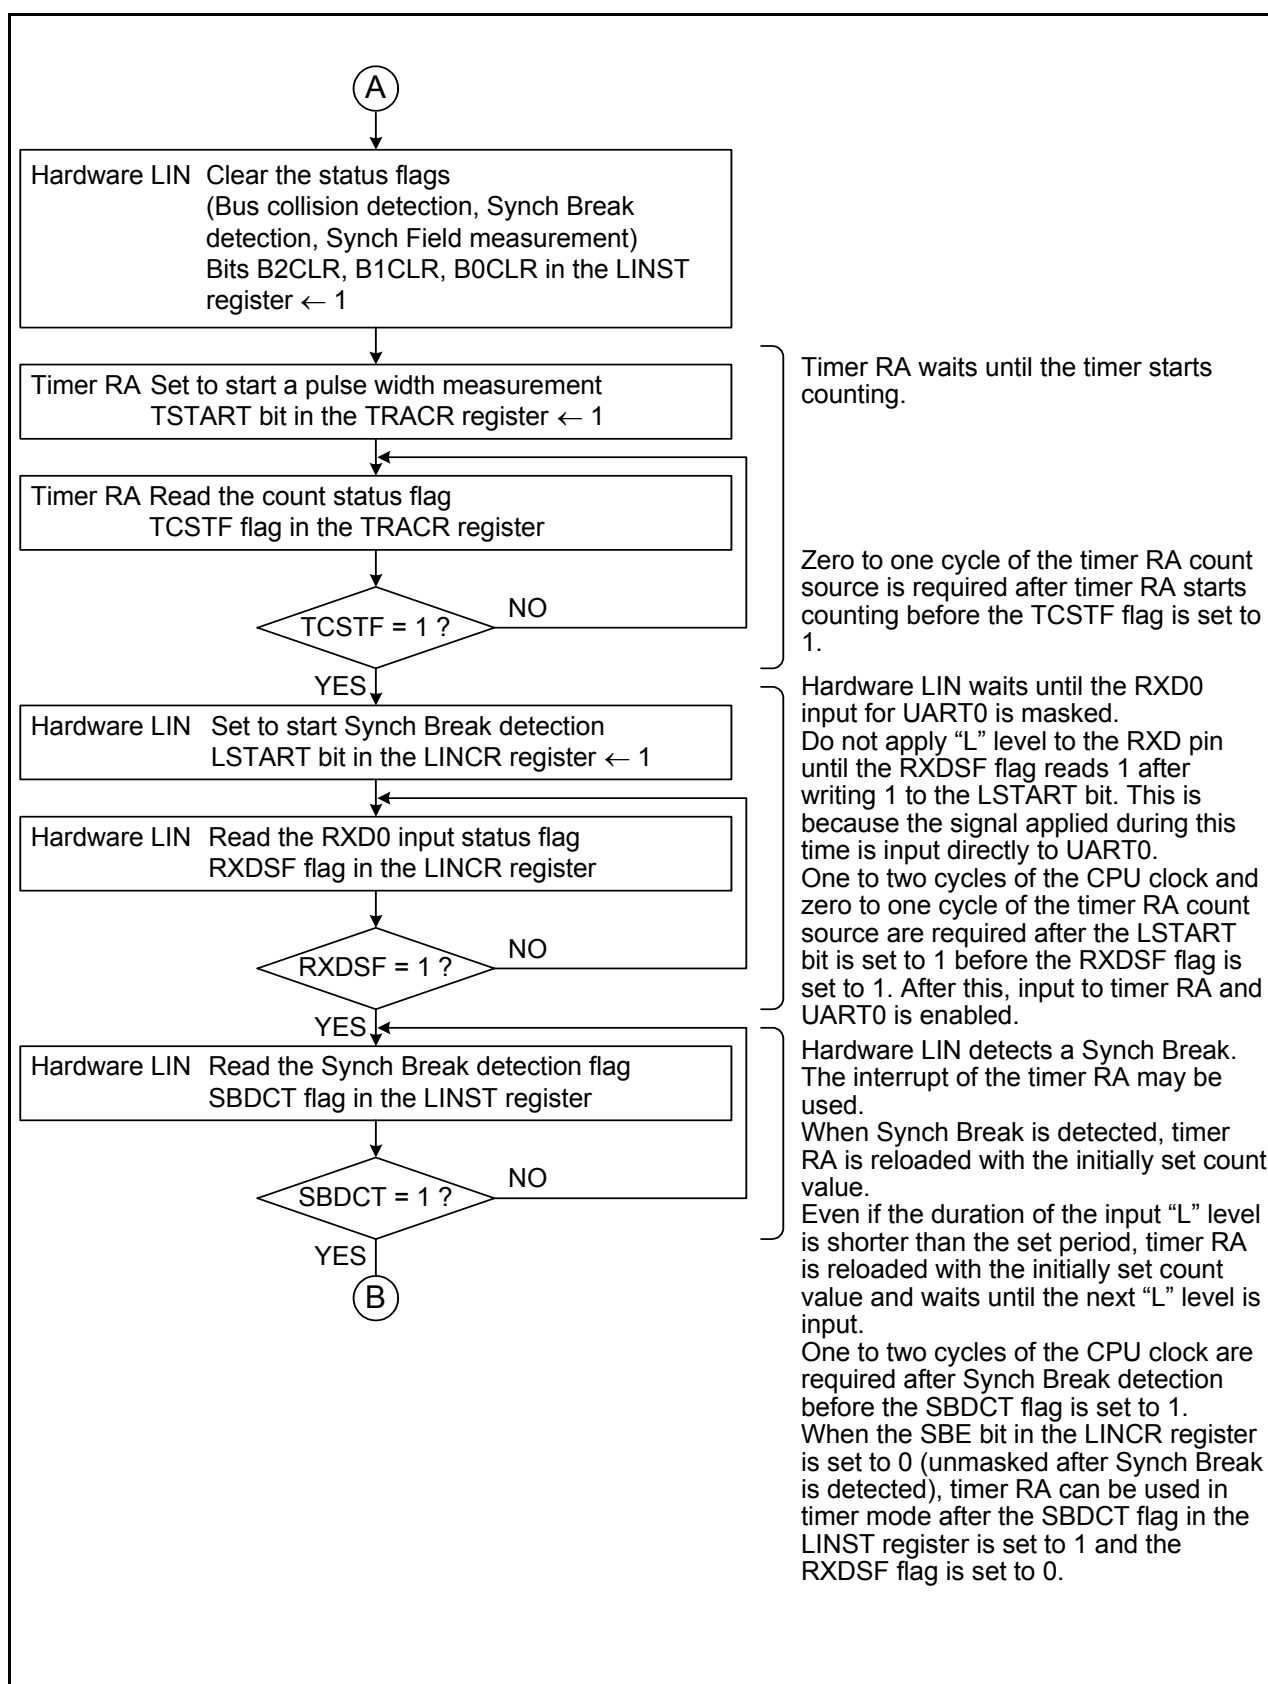 A
Hardware LIN Clear the status flags
(Bus collision detection, Synch Break
detection, Synch Field measurement)
Bits B2CLR, B1CLR, B0CLR in the LINST
register ← 1
Timer RA Set to start a pulse width measurement
TSTART bit in the TRACR register ← 1
Timer RA waits until the timer starts
counting.
Timer RA Read the count status flag
TCSTF flag in the TRACR register
TCSTF = 1 ?
NO
YES
Zero to one cycle of the timer RA count
source is required after timer RA starts
counting before the TCSTF flag is set to
1.
Hardware LIN Set to start Synch Break detection
LSTART bit in the LINCR register ← 1
Hardware LIN Read the RXD0 input status flag
RXDSF flag in the LINCR register
RXDSF = 1 ?
NO
YES
Hardware LIN waits until the RXD0
input for UART0 is masked.
Do not apply “L” level to the RXD pin
until the RXDSF flag reads 1 after
writing 1 to the LSTART bit. This is
because the signal applied during this
time is input directly to UART0.
One to two cycles of the CPU clock and
zero to one cycle of the timer RA count
source are required after the LSTART
bit is set to 1 before the RXDSF flag is
set to 1. After this, input to timer RA and
UART0 is enabled.
Hardware LIN Read the Synch Break detection flag
SBDCT flag in the LINST register
SBDCT = 1 ?
NO
YES
B
Hardware LIN detects a Synch Break.
The interrupt of the timer RA may be
used.
When Synch Break is detected, timer
RA is reloaded with the initially set count
value.
Even if the duration of the input “L” level
is shorter than the set period, timer RA
is reloaded with the initially set count
value and waits until the next “L” level is
input.
One to two cycles of the CPU clock are
required after Synch Break detection
before the SBDCT flag is set to 1.
When the SBE bit in the LINCR register
is set to 0 (unmasked after Synch Break
is detected), timer RA can be used in
timer mode after the SBDCT flag in the
LINST register is set to 1 and the
RXDSF flag is set to 0.